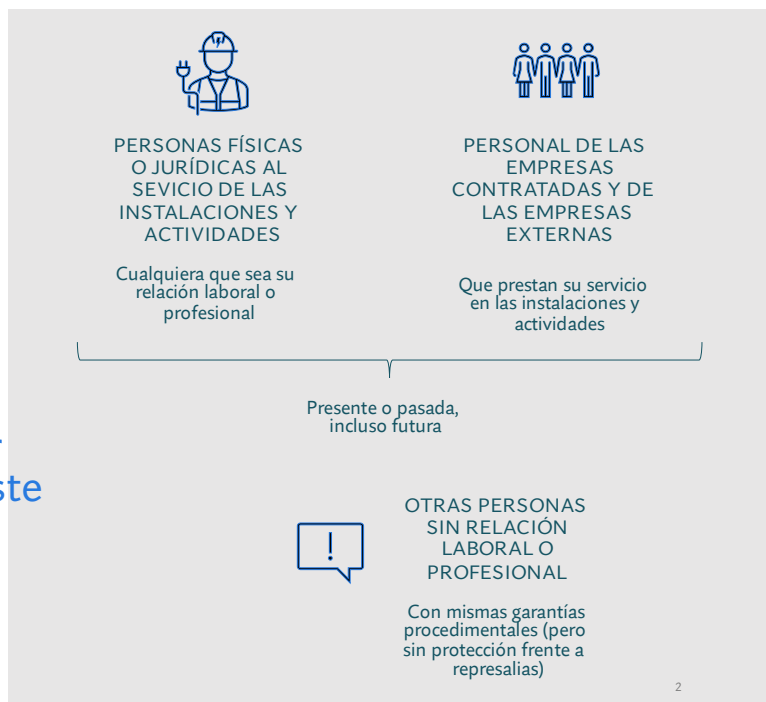 PERSONAS FÍSICAS
O JURÍDICAS AL
SEVICIO DE LAS
INSTALACIONES Y
ACTIVIDADES
Cualquiera que sea su
relación laboral o
profesional
PERSONAL DE LAS
EMPRESAS
CONTRATADAS Y DE
LAS EMPRESAS
EXTERNAS
Que prestan su servicio
en las instalaciones y
actividades
Presente o pasada,
incluso futura
ste
OTRAS PERSONAS
SIN RELACIÓN
LABORAL O
PROFESIONAL
Con mismas garantías
procedimentales (pero
sin protección frente a
represalias)
2